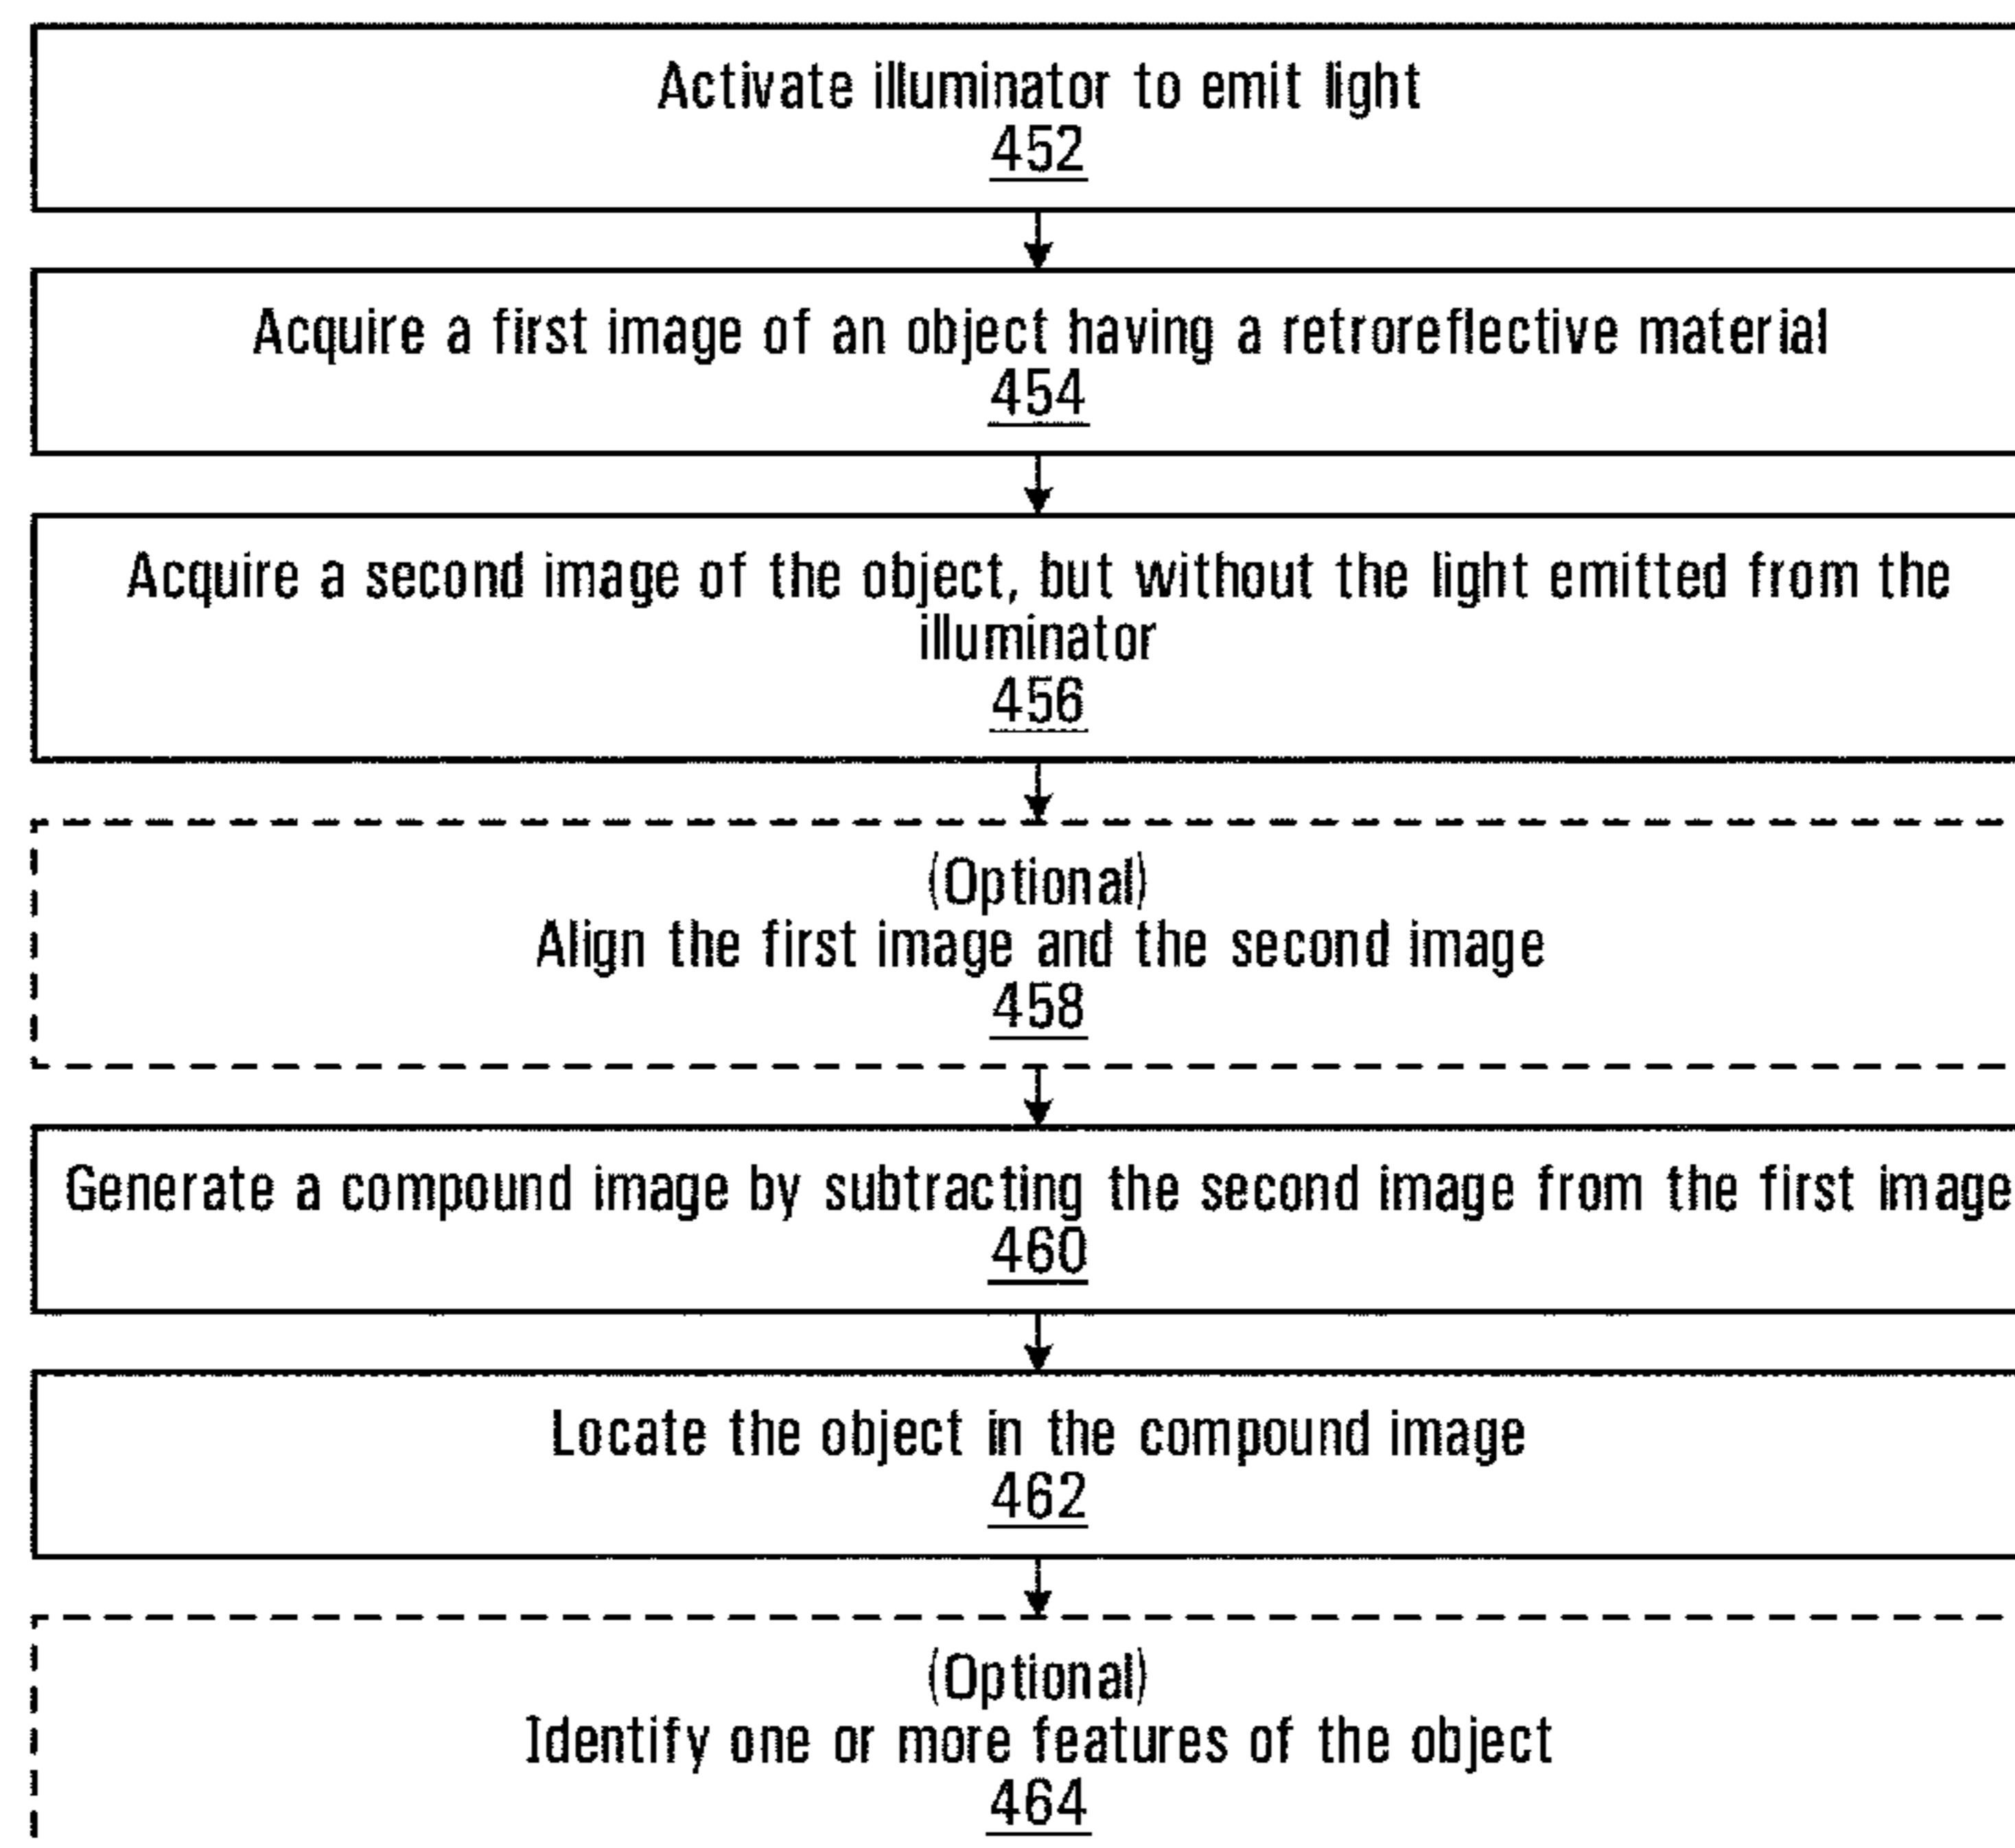 Activate illuminator to emit light
452
Acquire a first image of an object having a retroreflective material
454
Acquire a second image of the object, but without the light emitted from the
illuminator
456
(Optional)
Align the first image and the second image
458
Generate a compound image by subtracting the second image from the first image
460
Locate the object in the compound image
462
(Optional)
Identify one or more features of the object
464